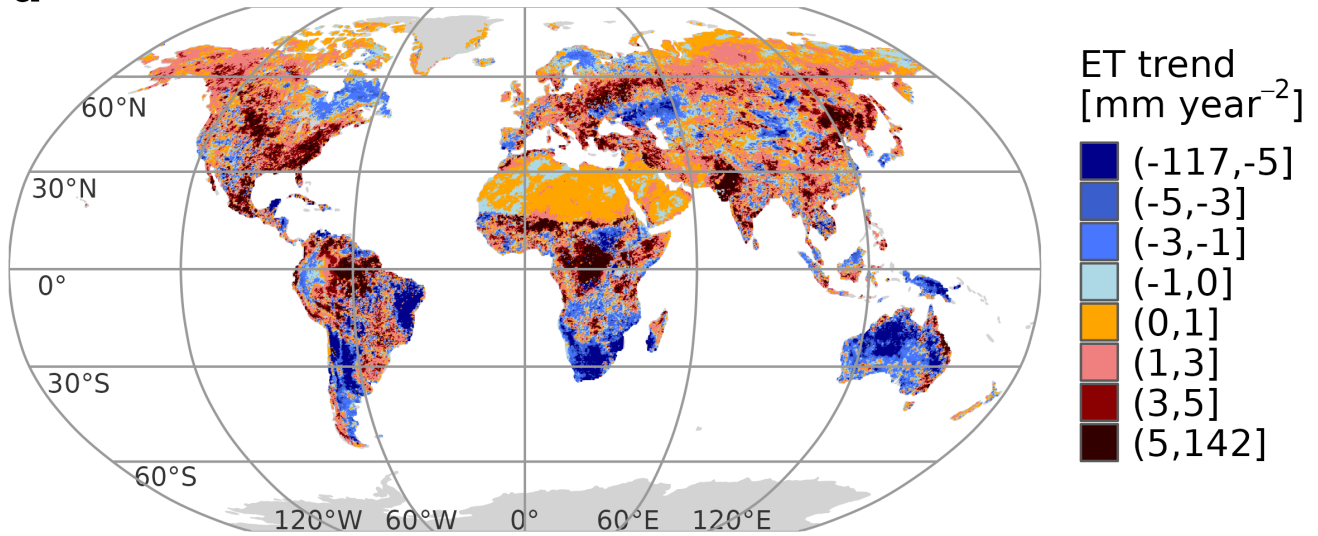 60°N
30°N
0°
30°S
60°S
120°W 60°W 0° 60°E 120°E
ET trend
[mm year⁻²]
(-117,-5]
(-5,-3]
(-3,-1]
(-1,0]
(0,1]
(1,3]
(3,5]
(5,142]